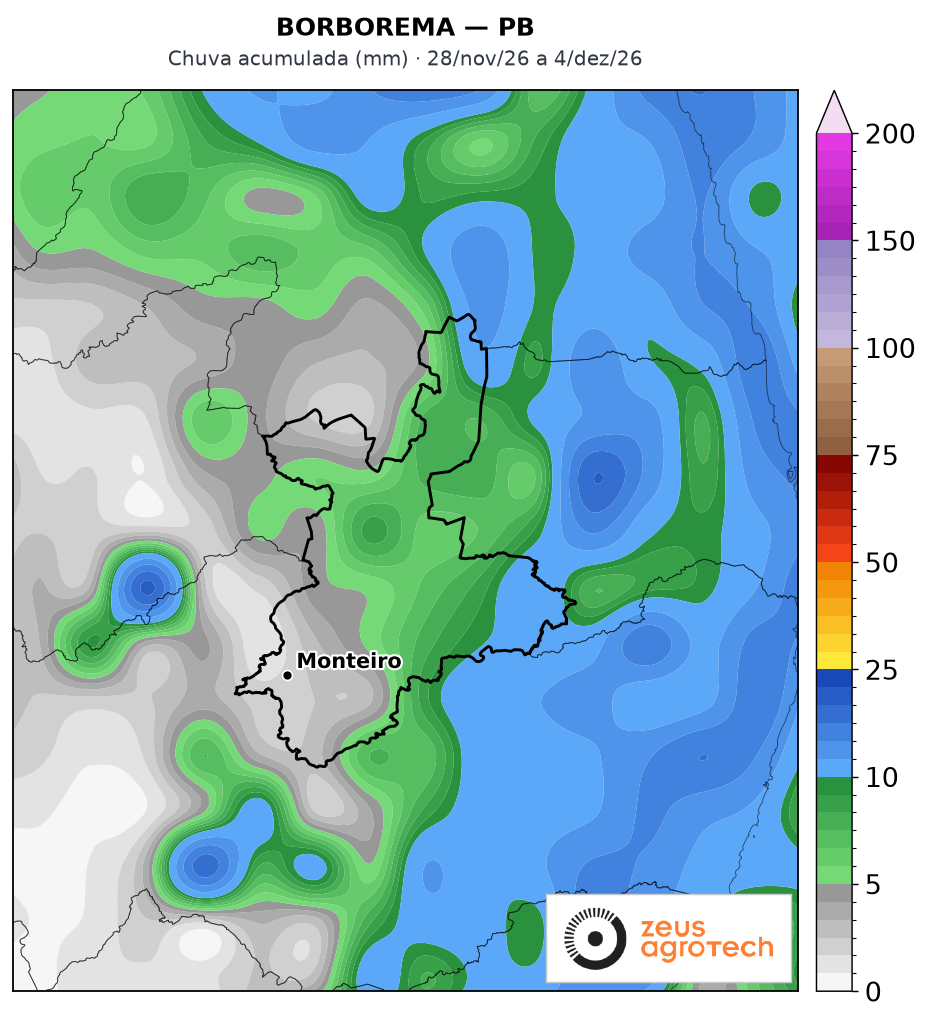 BORBOREMA — PB
Chuva acumulada (mm) · 28/nov/26 a 4/dez/26
200
150
100
75
50
25
10
5
0
Monteiro
zeus
agrotech